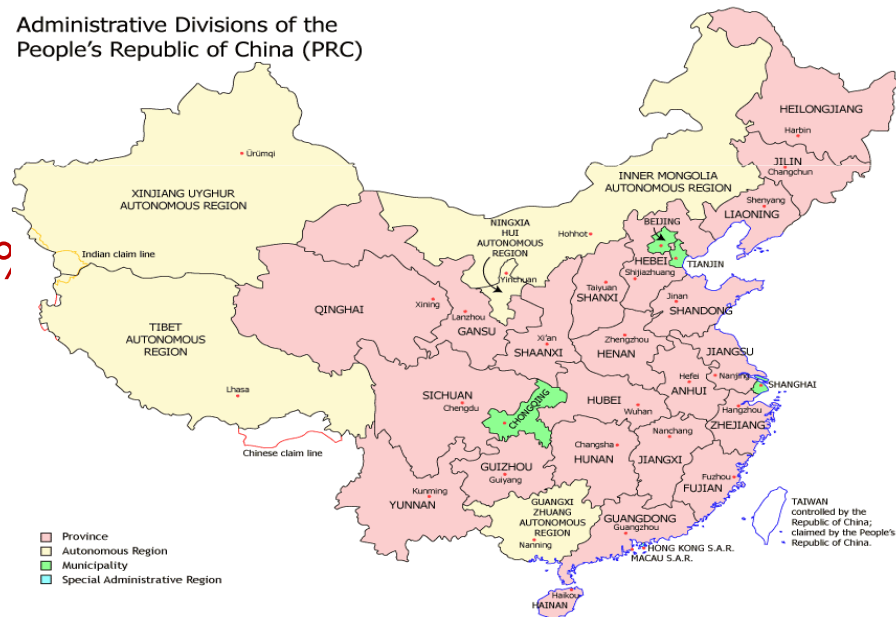 Administrative Divisions of the
People's Republic of China (PRC)
HEILONGJIANG
Harbin
JILIN
Changchun
Ürümqi
INNER MONGOLIA
AUTONOMOUS REGION
XINJIANG UYGHUR
AUTONOMOUS REGION
Shenyang
LIAONING
NINGXIA
HUI
AUTONOMOUS
REGION
Hohhot
BEIJING
9
Indian claim line
HEBEI
TIANJIN
Yinchuan
Shijiazhuang
Taiyuan
SHANXI
Jinan
SHANDONG
QINGHAI
Xining
Lanzhou
GANSU
TIBET
AUTONOMOUS
REGION
Xi'an
SHAANXI
Zhengzhou
HENAN
JIANGSU
Hefei
Nanjing
ANHUI
SHANGHAI
Lhasa
SICHUAN
Chengdu
CHONGQING
HUBEI
Wuhan
Hangzhou
ZHEJIANG
Nanchang
Changsha
HUNAN
JIANGXI
Chinese claim line
GUIZHOU
Guiyang
Fuzhou
FUJIAN
Kunming
YUNNAN
GUANGXI
ZHUANG
AUTONOMOUS
REGION
Nanning
GUANGDONG
Guangzhou
TAIWAN
controlled by the
Republic of China;
claimed by the People's
Republic of China.
HONG KONG S.A.R.
MACAU S.A.R.
Haikou
HAINAN
Province
Autonomous Region
Municipality
Special Administrative Region